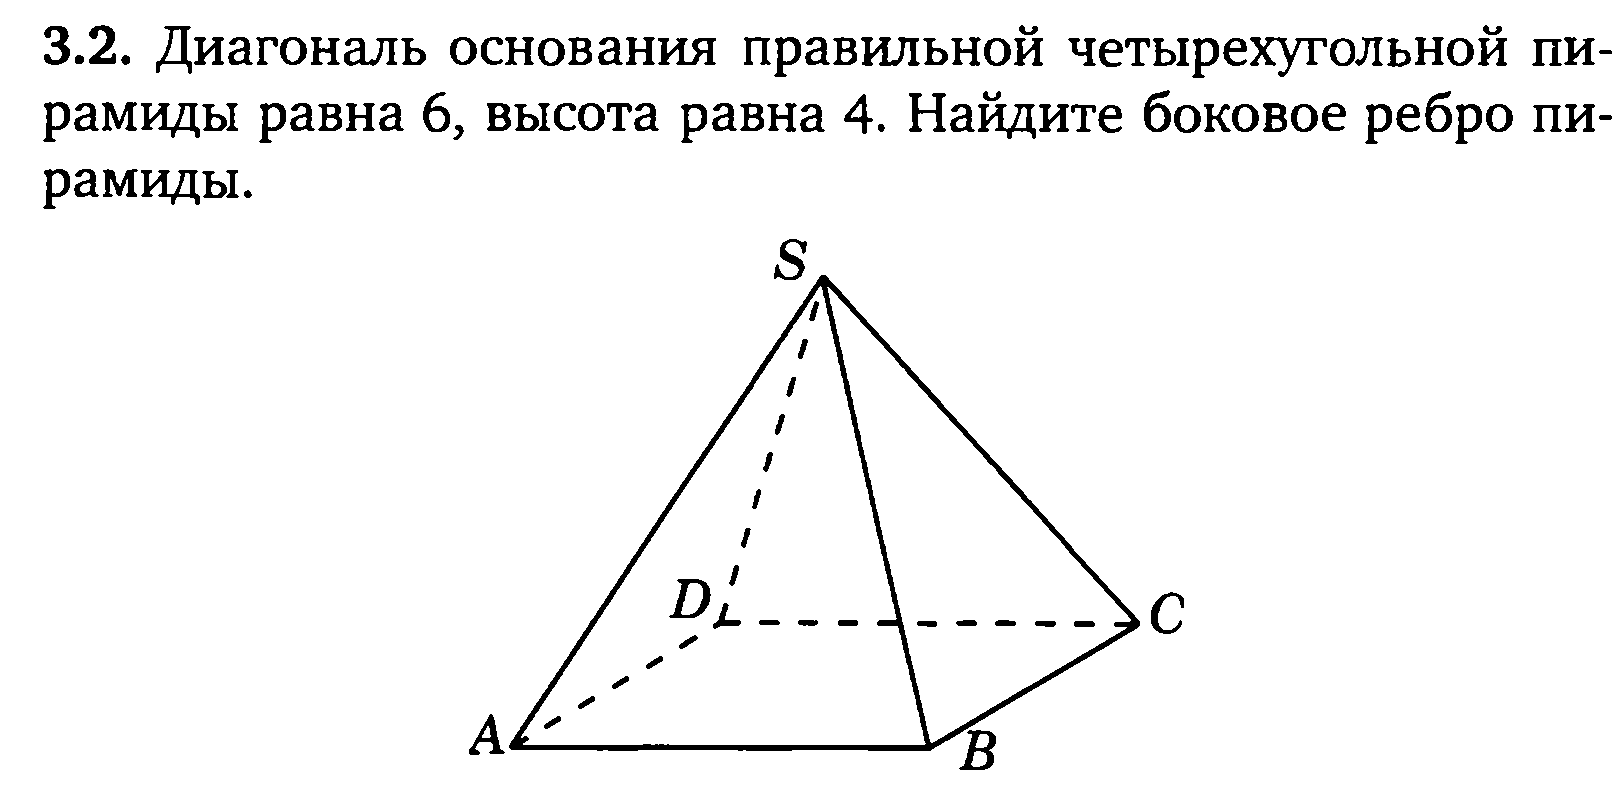 3.2. Диагональ основания правильной четырехугольной пи-
рамиды равна 6, высота равна 4. Найдите боковое ребро пи-
рамиды.
S
D
C
A
B